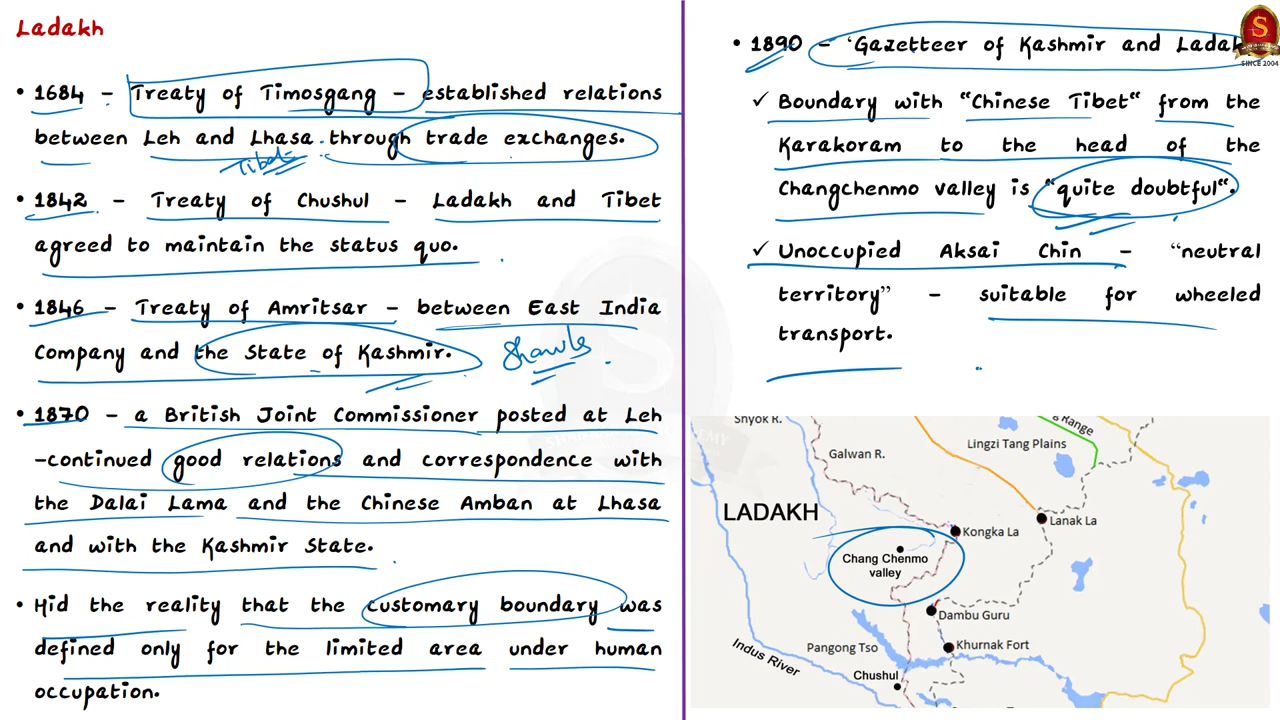 Ladakh
• 1684 - Treaty of Timosgang - established relations
between Leh and Lhasa through trade exchanges.
Tibet
• 1842 - Treaty of Chushul - Ladakh and Tibet
agreed to maintain the status quo.
• 1846 - Treaty of Amritsar - between East India
Company and the State of Kashmir.
Shawls
• 1870 - a British Joint Commissioner posted at Leh
-continued good relations and correspondence with
the Dalai Lama and the Chinese Amban at Lhasa
and with the Kashmir State.
• Hid the reality that the customary boundary was
defined only for the limited area under human
occupation.
• 1890 - 'Gazetteer of Kashmir and Ladak
S
SINCE 2004
✓ Boundary with "Chinese Tibet" from the
Karakoram to the head of the
Changchenmo valley is "quite doubtful".
✓ Unoccupied Aksai Chin - "neutral
territory" - suitable for wheeled
transport.
Shyok R.
g Range
Lingzi Tang Plains
Galwan R.
LADAKH
Lanak La
Kongka La
Chang Chenmo
valley
Dambu Guru
Pangong Tso
Khurnak Fort
Indus River
Chushul